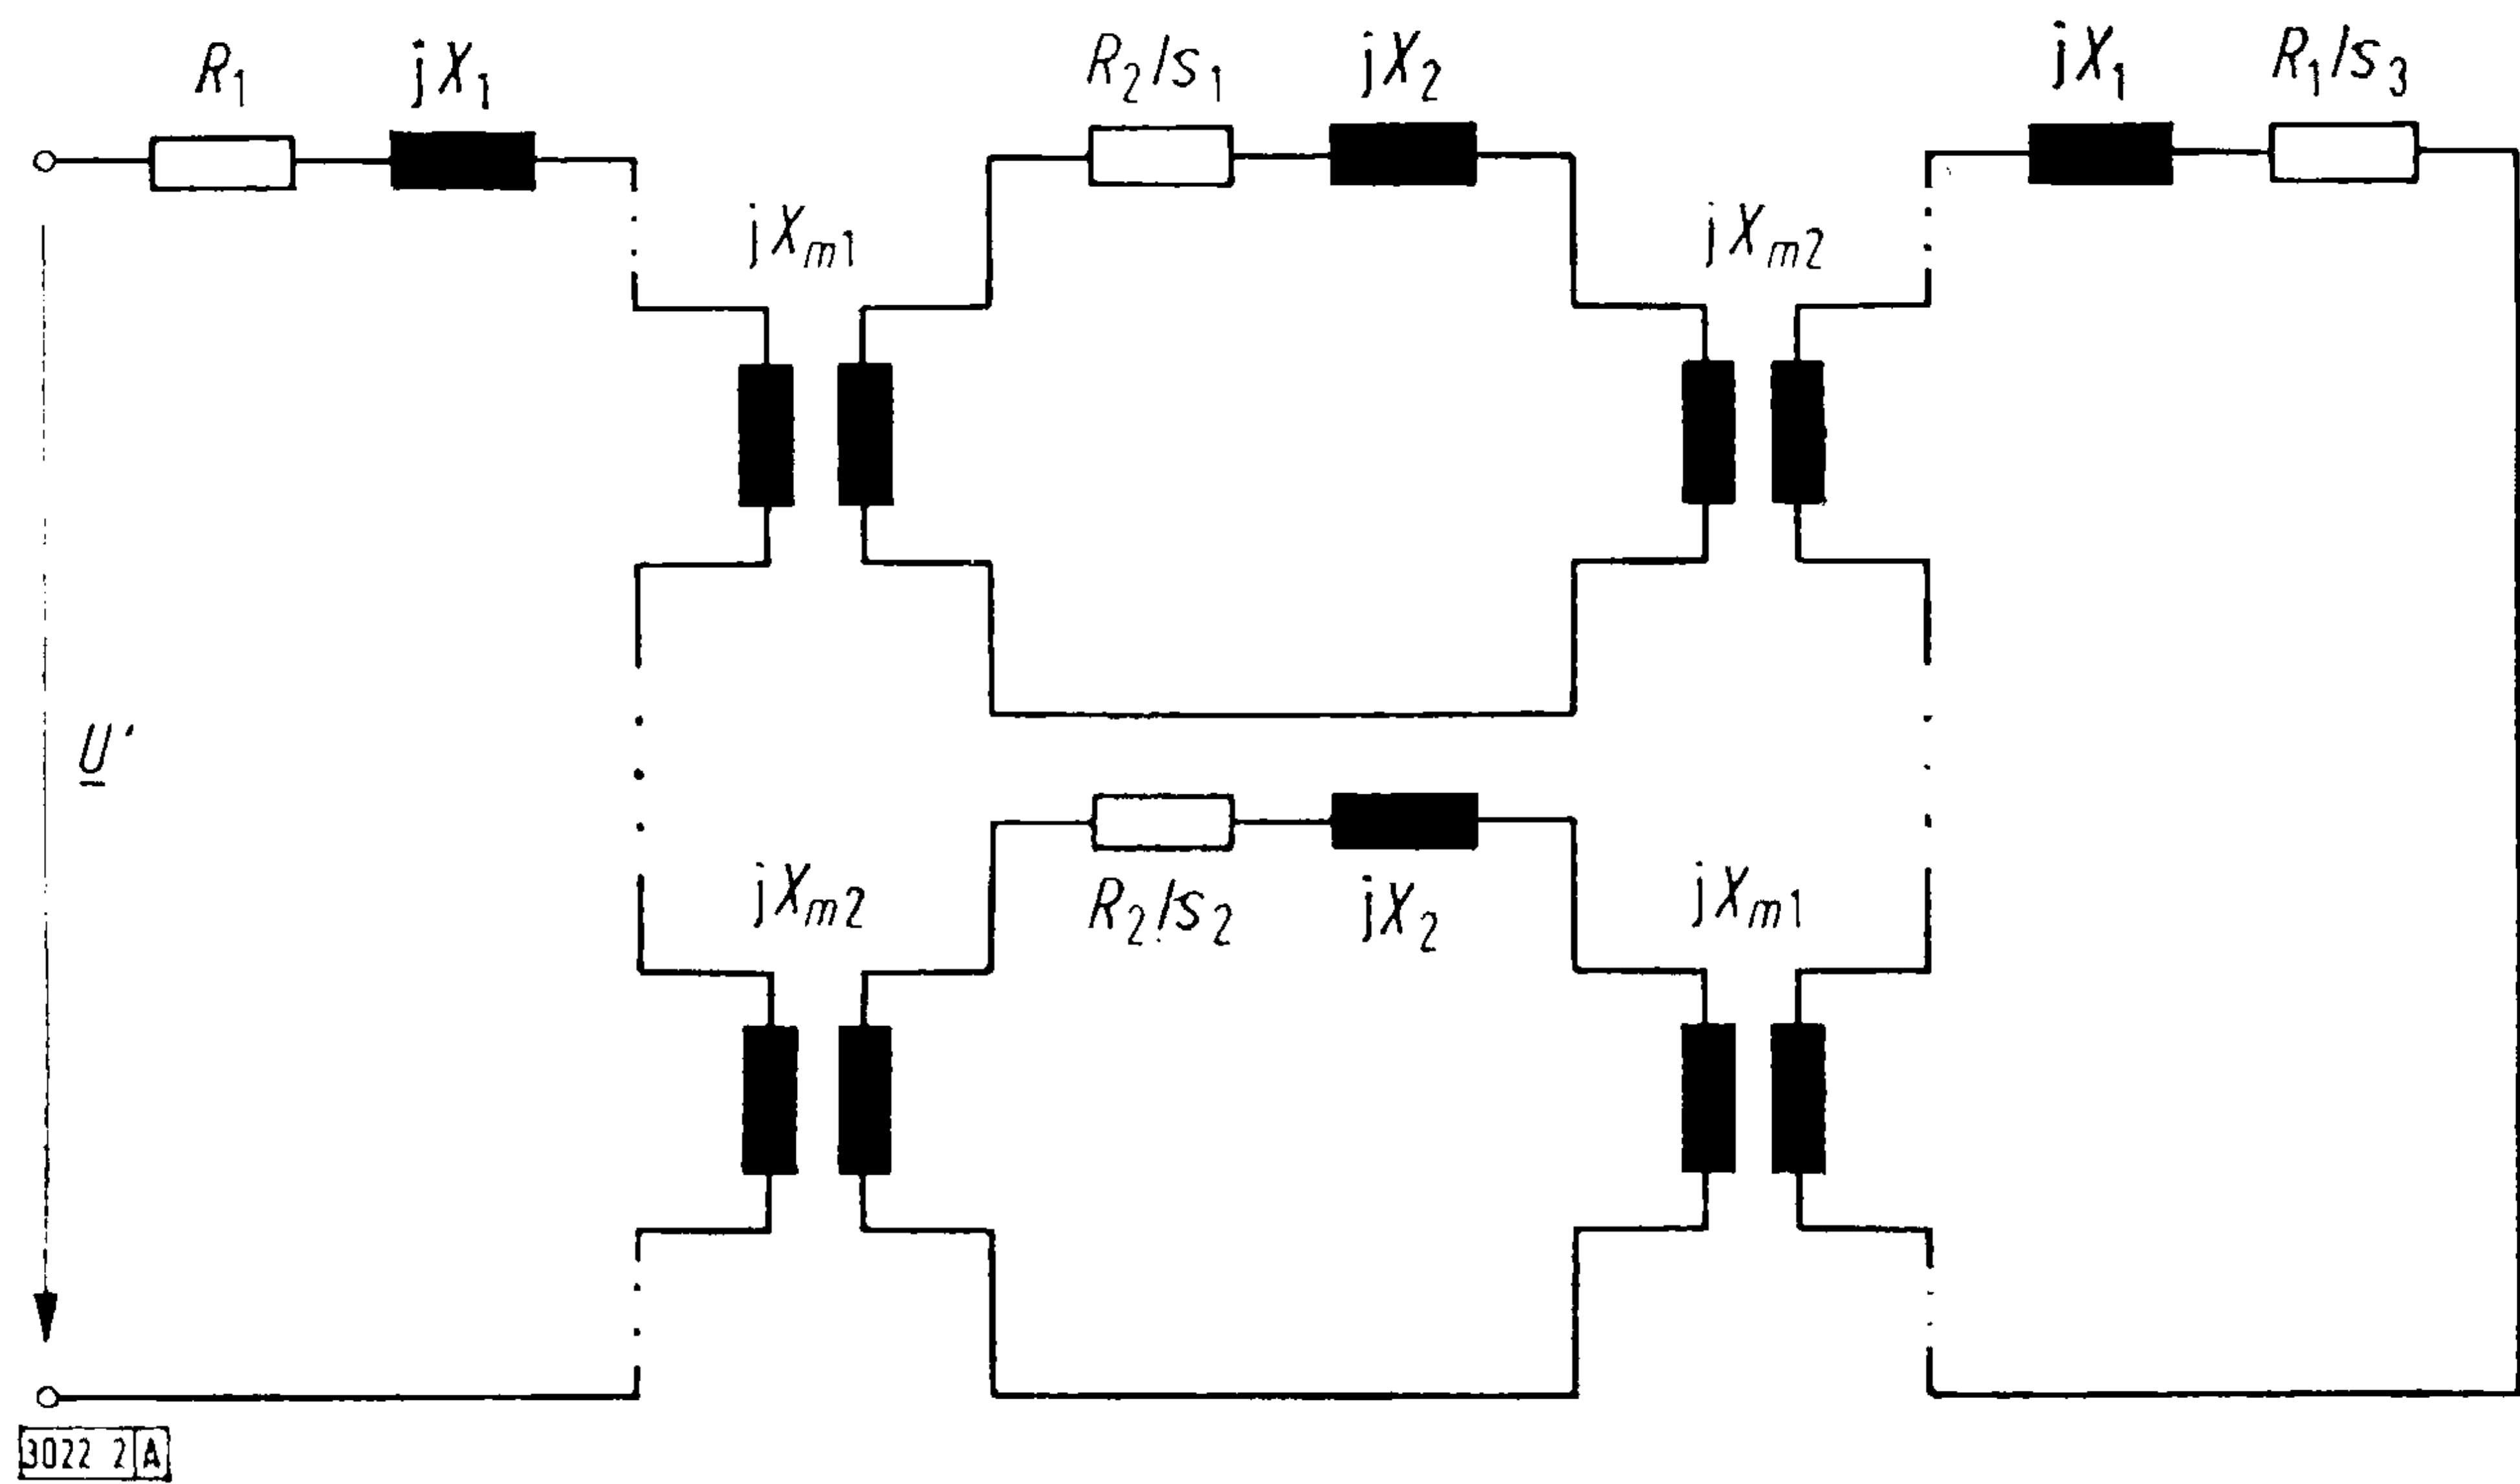 R₁
jX₁
R₂/s₁
jX₂
jX₁
R₁/s₃
jXₘ₁
jXₘ₂
U'
jXₘ₂
R₂/s₂
jX₂
jXₘ₁
3022 2 A